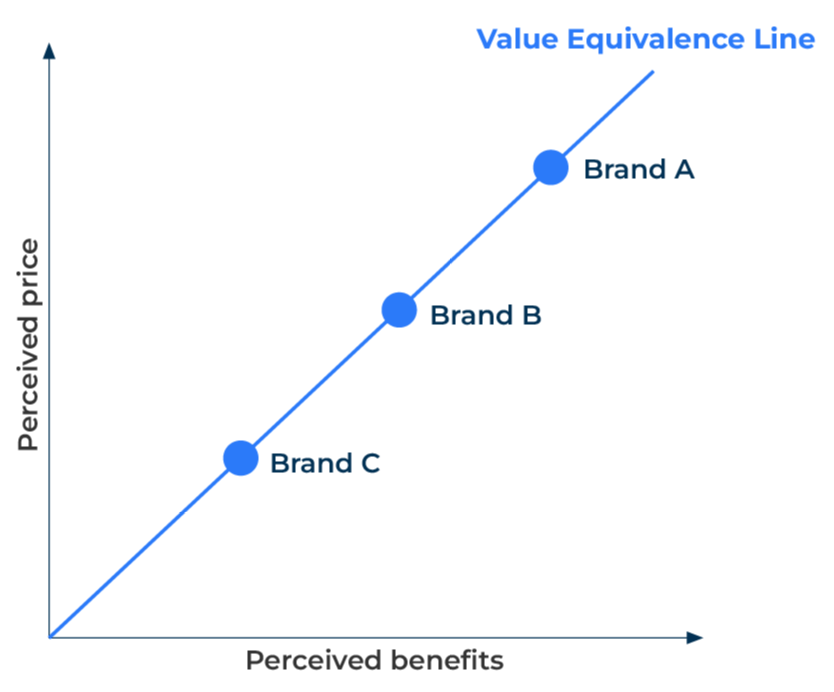 Value Equivalence Line
Brand A
Brand B
Perceived price
Brand C
Perceived benefits